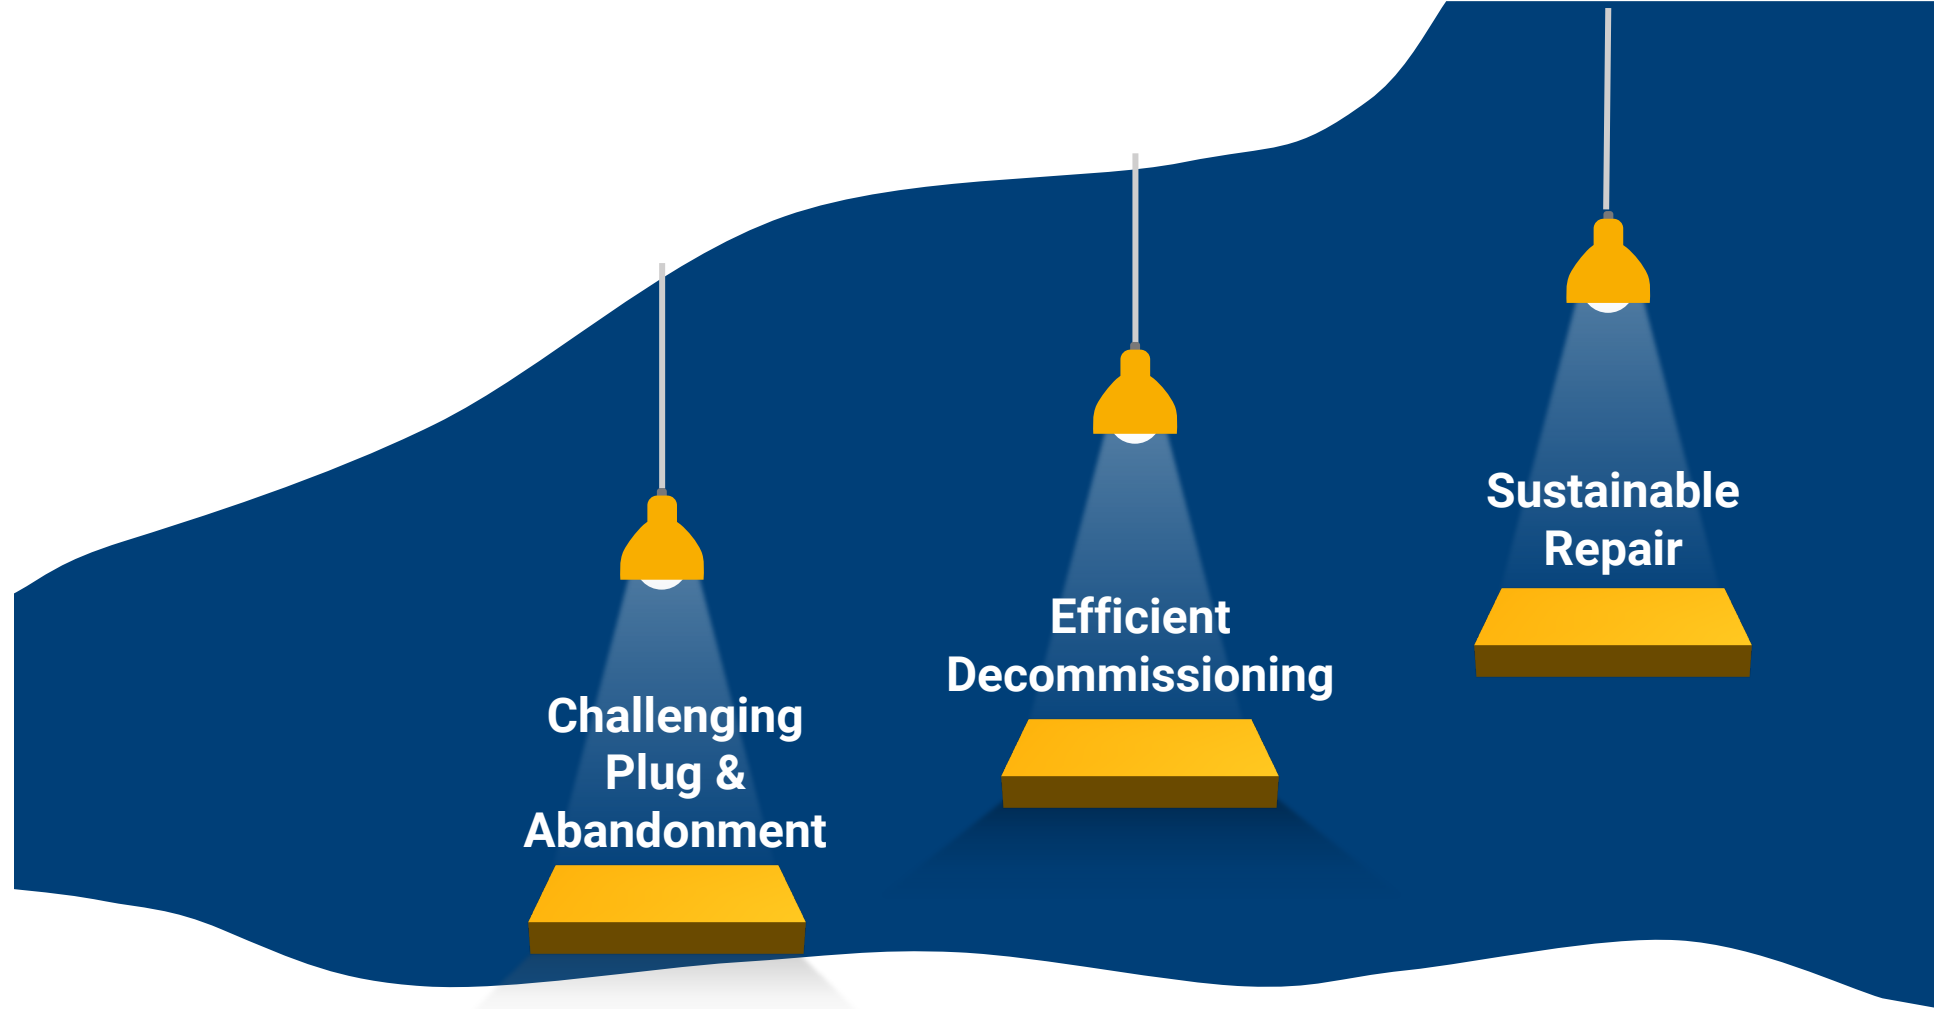 Challenging
Plug &
Abandonment
Efficient
Decommissioning
Sustainable
Repair